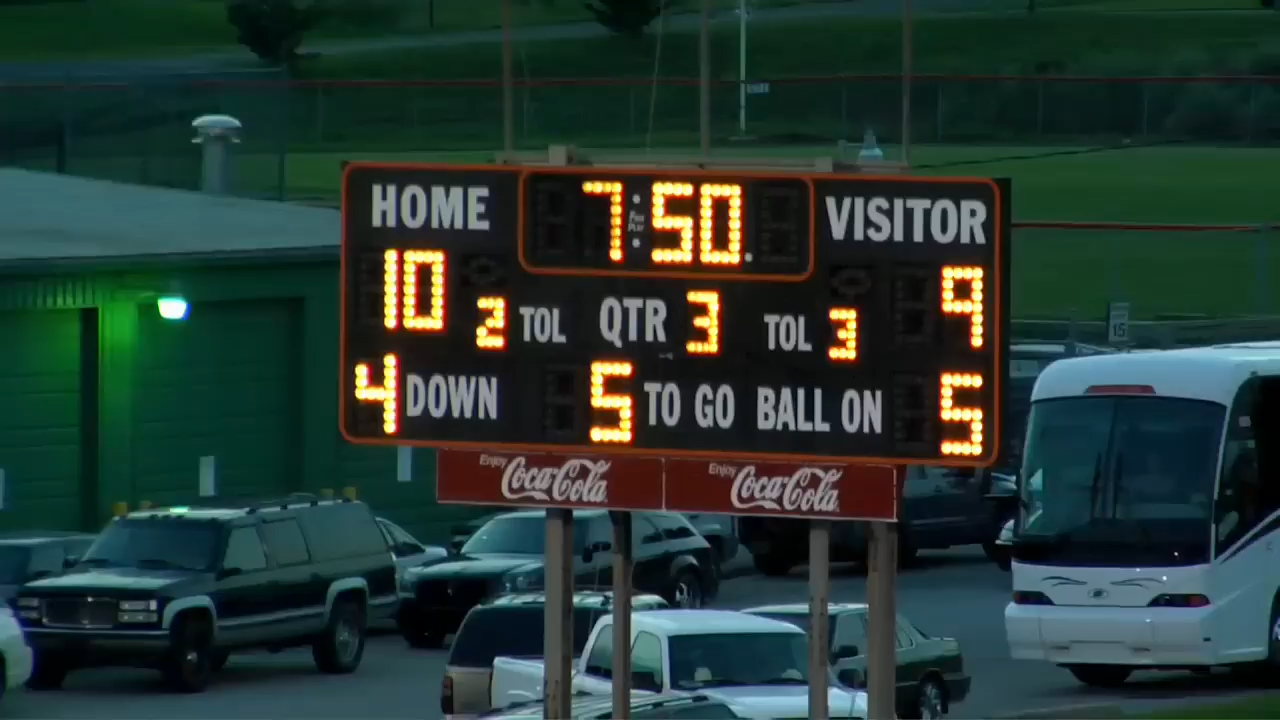 HOME 7:50 VISITOR
10 2 TOL QTR 3 TOL 3 9
4 DOWN 5 TO GO BALL ON 5
Enjoy Coca-Cola Enjoy Coca-Cola
15